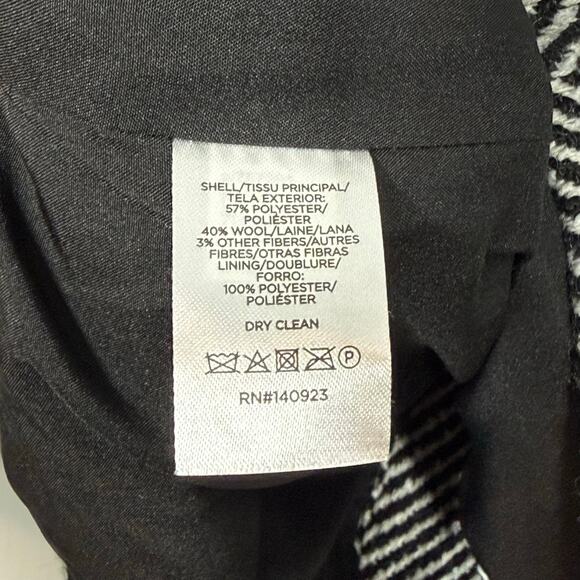 SHELL/TISSU PRINCIPAL/
TELA EXTERIOR:
57% POLYESTER/
POLIÉSTER
40% WOOL/LAINE/LANA
3% OTHER FIBERS/AUTRES
FIBRES/OTRAS FIBRAS
LINING/DOUBLURE/
FORRO:
100% POLYESTER/
POLIÉSTER
DRY CLEAN
P
RN#140923